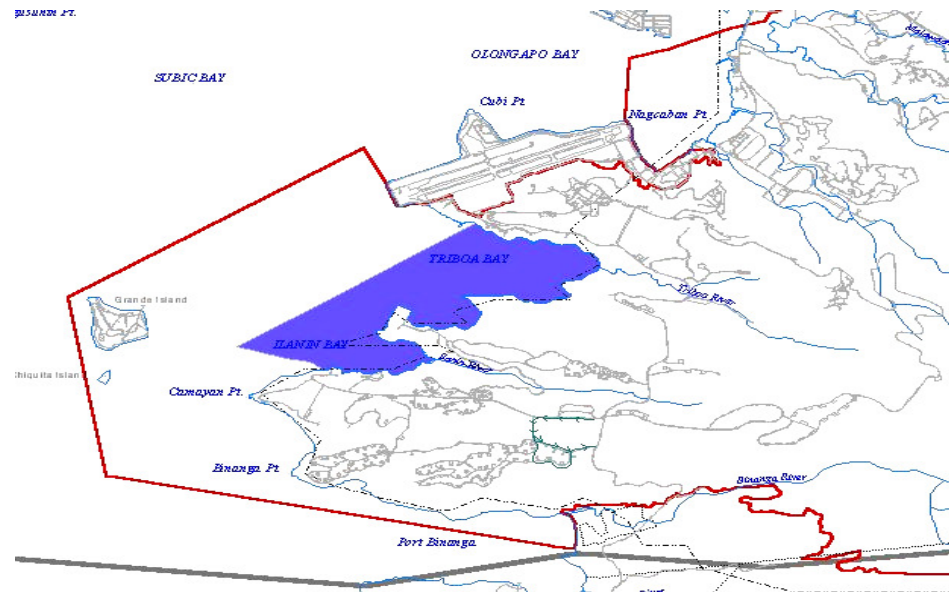 OLONGAPO BAY
SUBIC BAY
Cubi Pt
Nagcaban Pt
TRIBOA BAY
Triboa River
Grande Island
ILANIN BAY
Chiquita Island
Camayan Pt.
Binanga Pt
Binanga River
Port Binanga